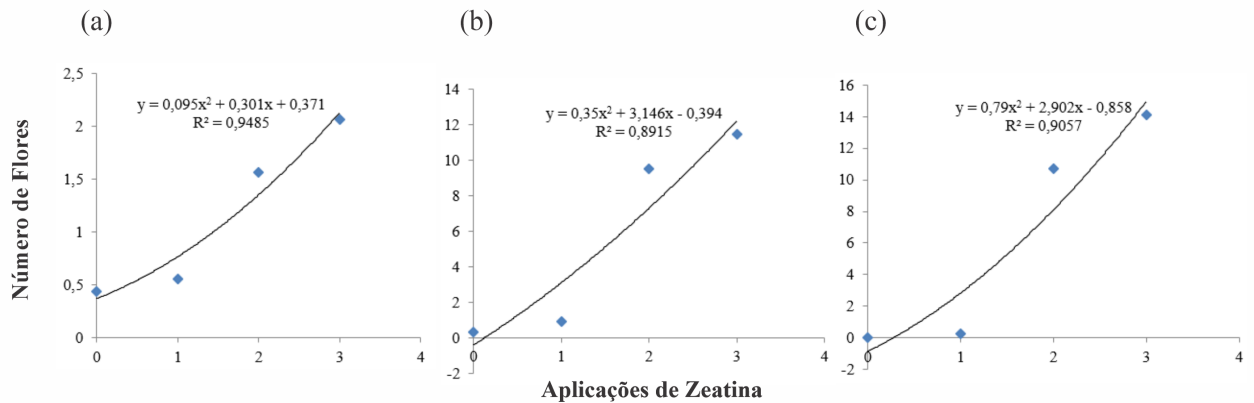 (a)
(b)
(c)
Número de Flores
2,5
2
1,5
1
0,5
0
y = 0,095x² + 0,301x + 0,371
R² = 0,9485
0 1 2 3 4
14
12
10
8
6
4
2
0
-2
y = 0,35x² + 3,146x - 0,394
R² = 0,8915
0 1 2 3 4
16
14
12
10
8
6
4
2
0
-2
y = 0,79x² + 2,902x - 0,858
R² = 0,9057
0 1 2 3 4
Aplicações de Zeatina